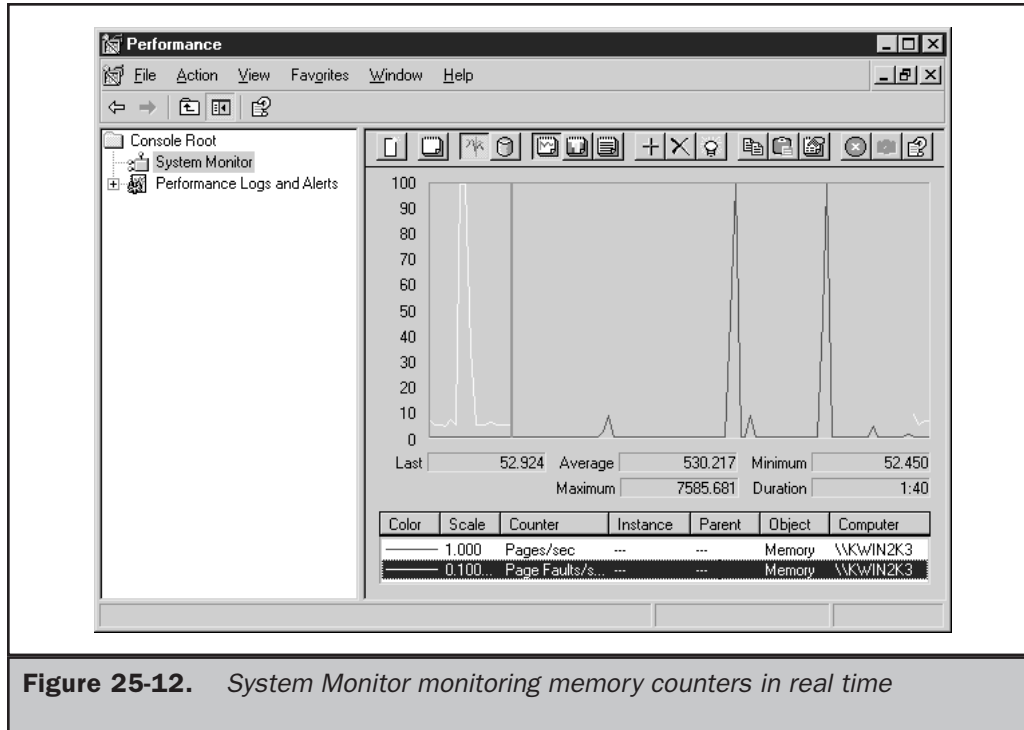 Performance
File Action View Favorites Window Help
Console Root
System Monitor
Performance Logs and Alerts
100
90
80
70
60
50
40
30
20
10
0
Last 52.924 Average 530.217 Minimum 52.450
Maximum 7585.681 Duration 1:40
Color Scale Counter Instance Parent Object Computer
1.000 Pages/sec --- --- Memory \\KWIN2K3
0.100... Page Faults/s... --- --- Memory \\KWIN2K3
Figure 25-12. System Monitor monitoring memory counters in real time